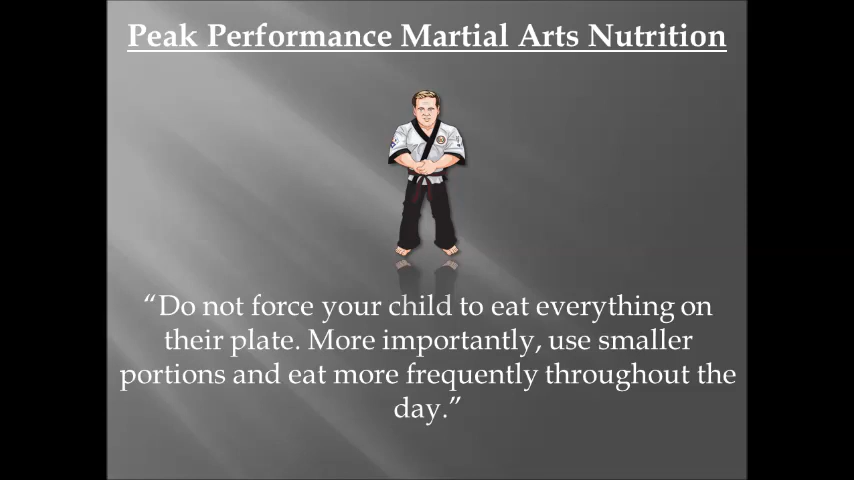 Peak Performance Martial Arts Nutrition
“Do not force your child to eat everything on
their plate. More importantly, use smaller
portions and eat more frequently throughout the
day.”